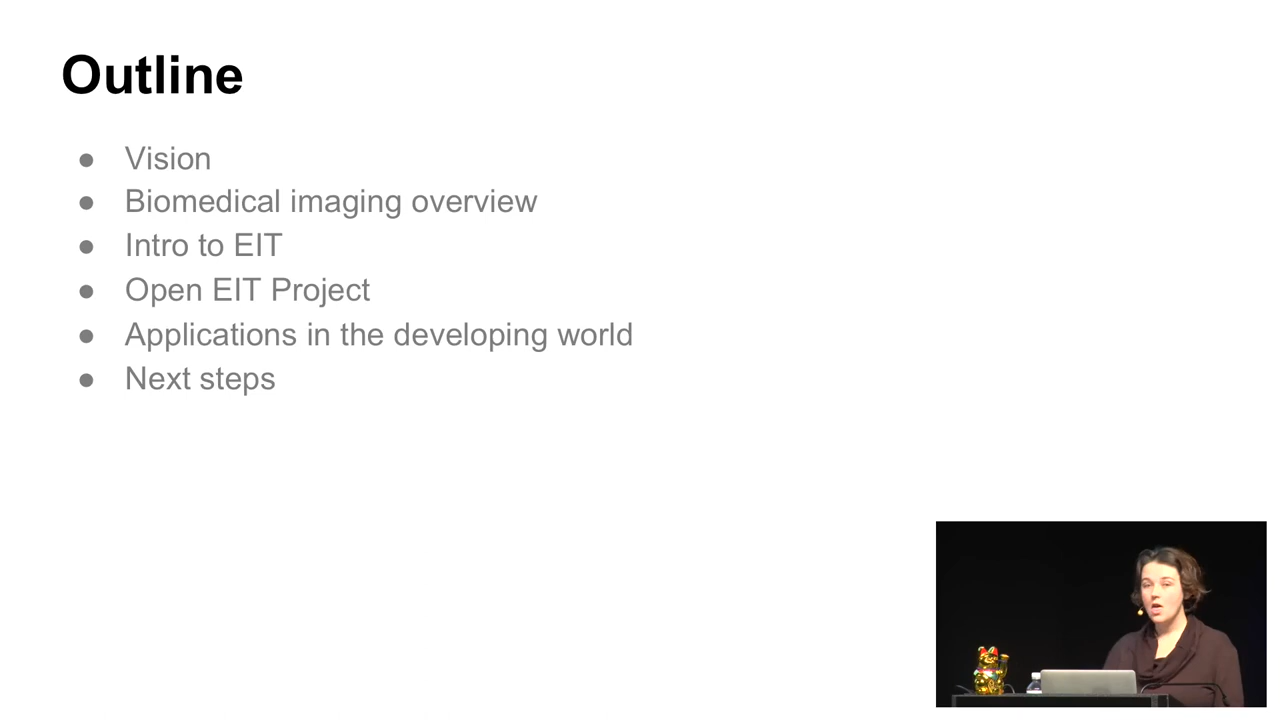 Outline
● Vision
● Biomedical imaging overview
● Intro to EIT
● Open EIT Project
● Applications in the developing world
● Next steps